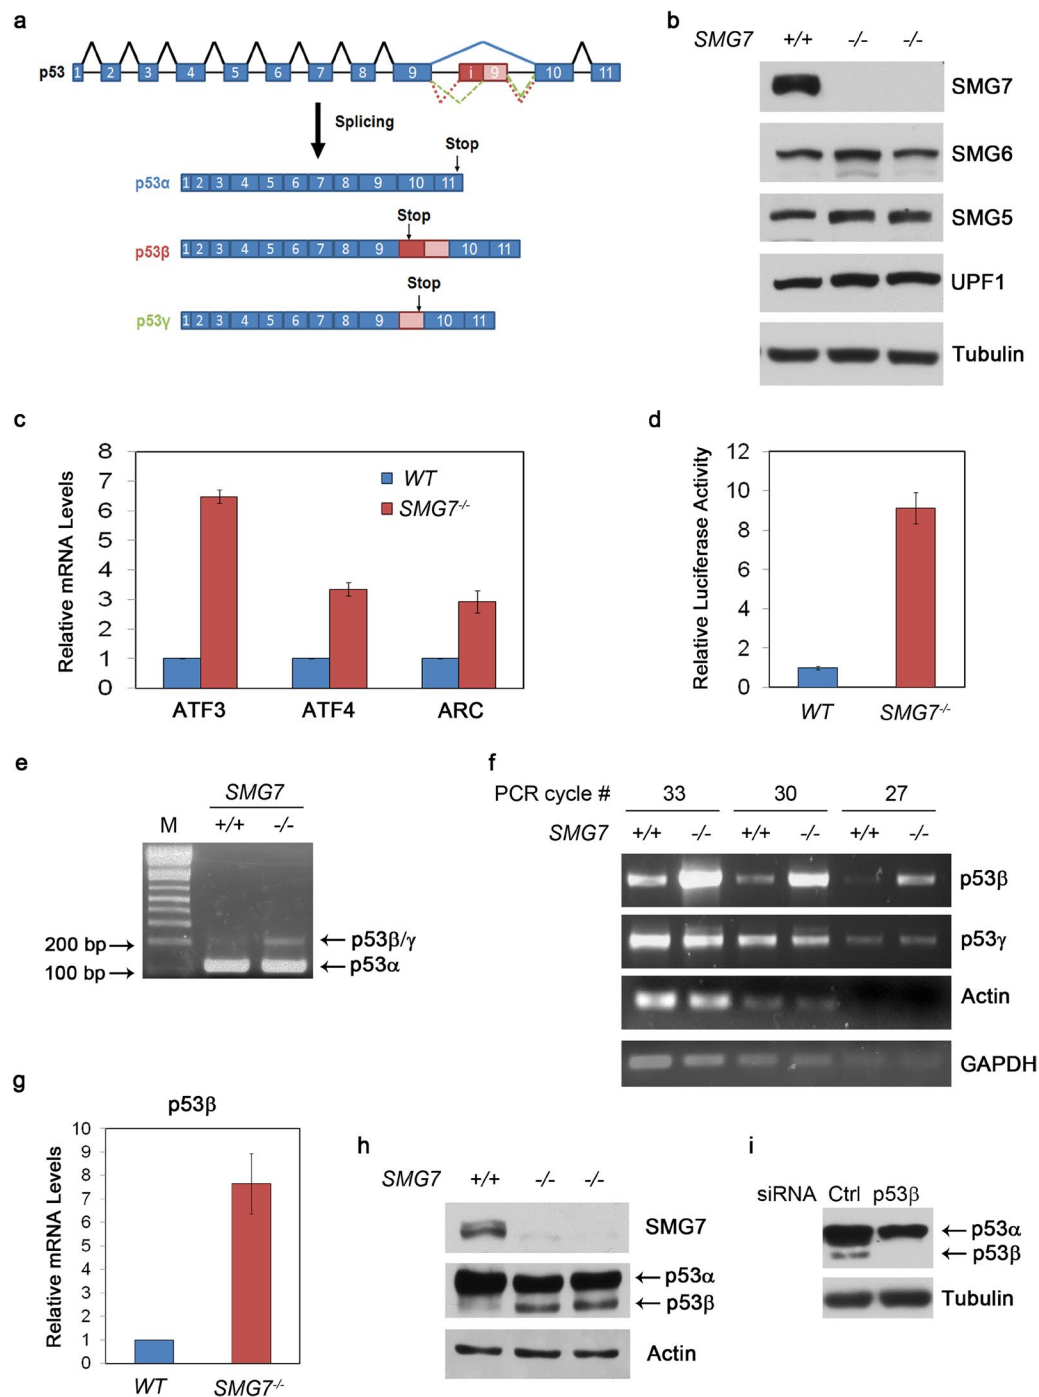 a
p53
1 2 3 4 5 6 7 8 9 i 9 10 11
Splicing
Stop
p53α 1 2 3 4 5 6 7 8 9 10 11
Stop
p53β 1 2 3 4 5 6 7 8 9 10 11
Stop
p53γ 1 2 3 4 5 6 7 8 9 10 11
b
SMG7 +/+ -/- -/-
SMG7
SMG6
SMG5
UPF1
Tubulin
c
Relative mRNA Levels
8
7
6
5
4
3
2
1
0
WT
SMG7-/-
ATF3 ATF4 ARC
d
Relative Luciferase Activity
12
10
8
6
4
2
0
WT SMG7-/-
e
SMG7
M +/+ -/-
200 bp→ ←p53β/γ
100 bp→ ←p53α
f
PCR cycle # 33 30 27
SMG7 +/+ -/- +/+ -/- +/+ -/-
p53β
p53γ
Actin
GAPDH
g
p53β
Relative mRNA Levels
10
9
8
7
6
5
4
3
2
1
0
WT SMG7-/-
h
SMG7 +/+ -/- -/-
SMG7
←p53α
←p53β
Actin
i
siRNA Ctrl p53β
←p53α
←p53β
Tubulin